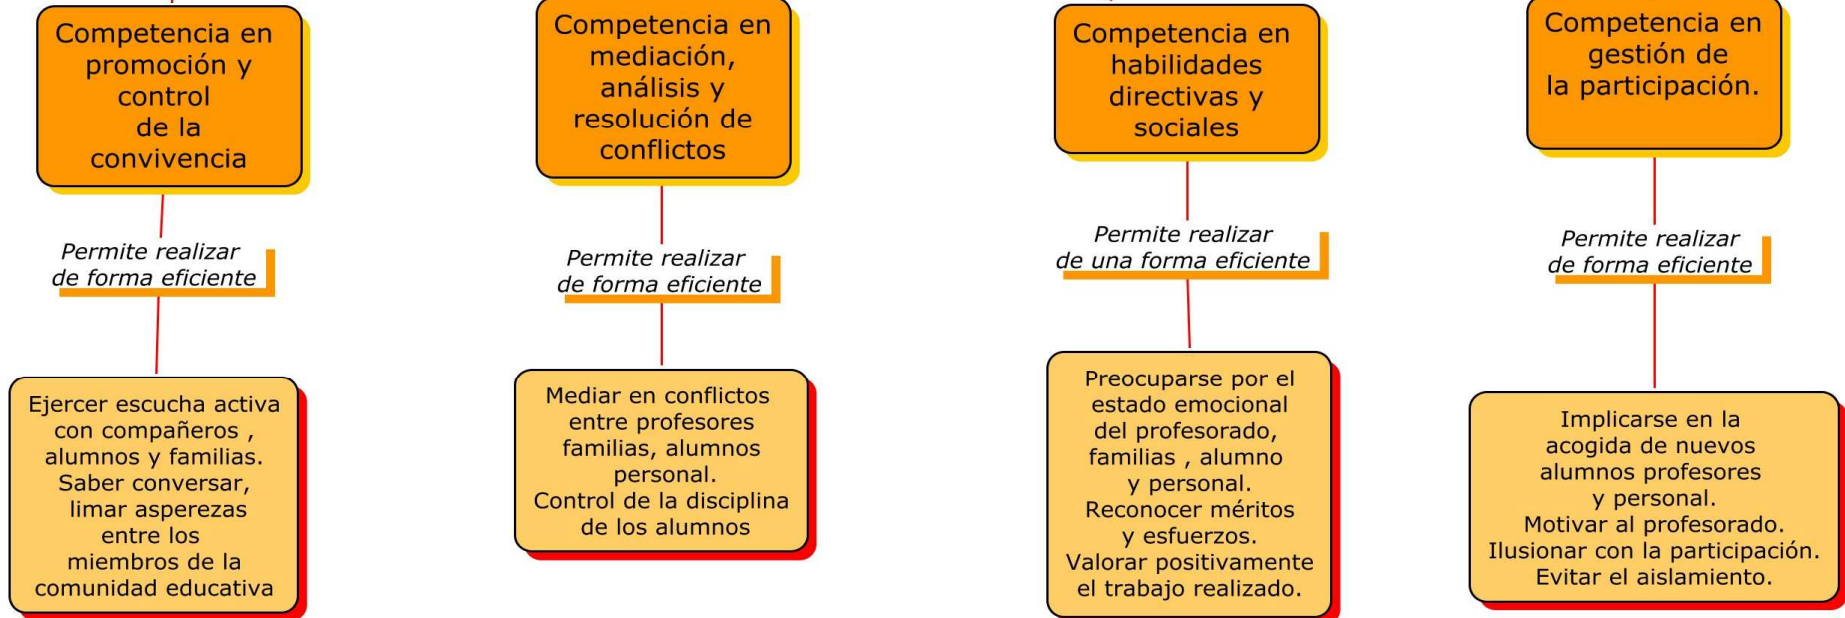 Competencia en
promoción y
control
de la
convivencia
Permite realizar
de forma eficiente
Ejercer escucha activa
con compañeros ,
alumnos y familias.
Saber conversar,
limar asperezas
entre los
miembros de la
comunidad educativa
Competencia en
mediación,
análisis y
resolución de
conflictos
Permite realizar
de forma eficiente
Mediar en conflictos
entre profesores
familias, alumnos
personal.
Control de la disciplina
de los alumnos
Competencia en
habilidades
directivas y
sociales
Permite realizar
de una forma eficiente
Preocuparse por el
estado emocional
del profesorado,
familias , alumno
y personal.
Reconocer méritos
y esfuerzos.
Valorar positivamente
el trabajo realizado.
Competencia en
gestión de
la participación.
Permite realizar
de forma eficiente
Implicarse en la
acogida de nuevos
alumnos profesores
y personal.
Motivar al profesorado.
Ilusionar con la participación.
Evitar el aislamiento.